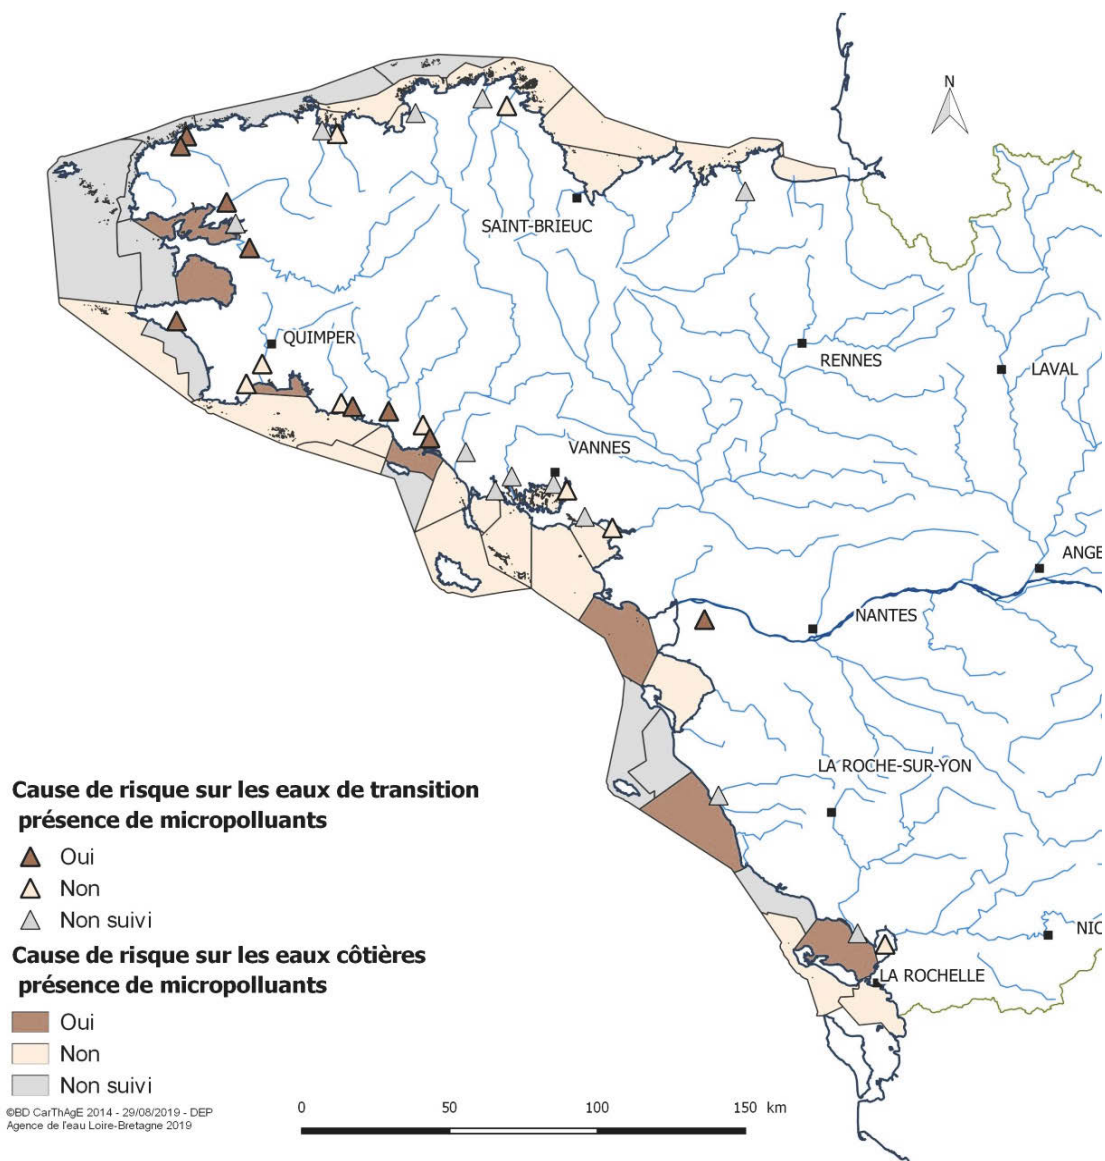 N
SAINT-BRIEUC
QUIMPER
RENNES
LAVAL
VANNES
ANGE
NANTES
LA ROCHE-SUR-YON
NIO
LA ROCHELLE
Cause de risque sur les eaux de transition
présence de micropolluants
Oui
Non
Non suivi
Cause de risque sur les eaux côtières
présence de micropolluants
Oui
Non
Non suivi
©BD CarThAgE 2014 - 29/08/2019 - DEP
Agence de l'eau Loire-Bretagne 2019
0 50 100 150 km